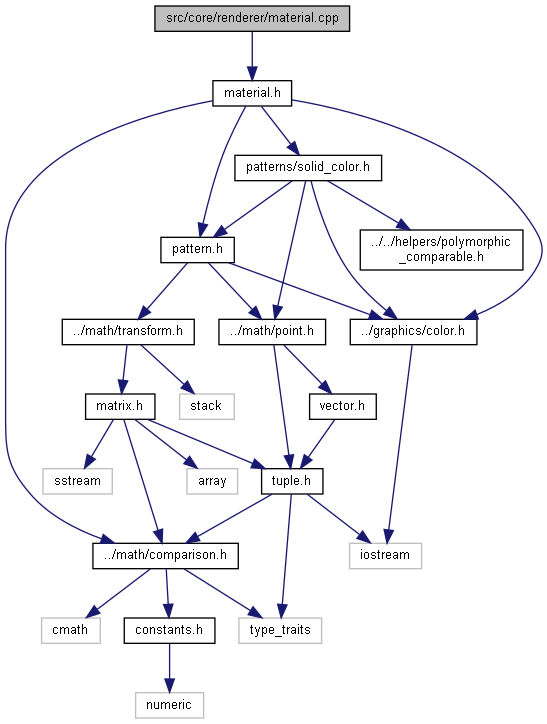 src/core/renderer/material.cpp
material.h
patterns/solid_color.h
pattern.h
../../helpers/polymorphic
_comparable.h
../math/transform.h
../math/point.h
../graphics/color.h
matrix.h
stack
vector.h
sstream
array
tuple.h
../math/comparison.h
iostream
cmath
constants.h
type_traits
numeric